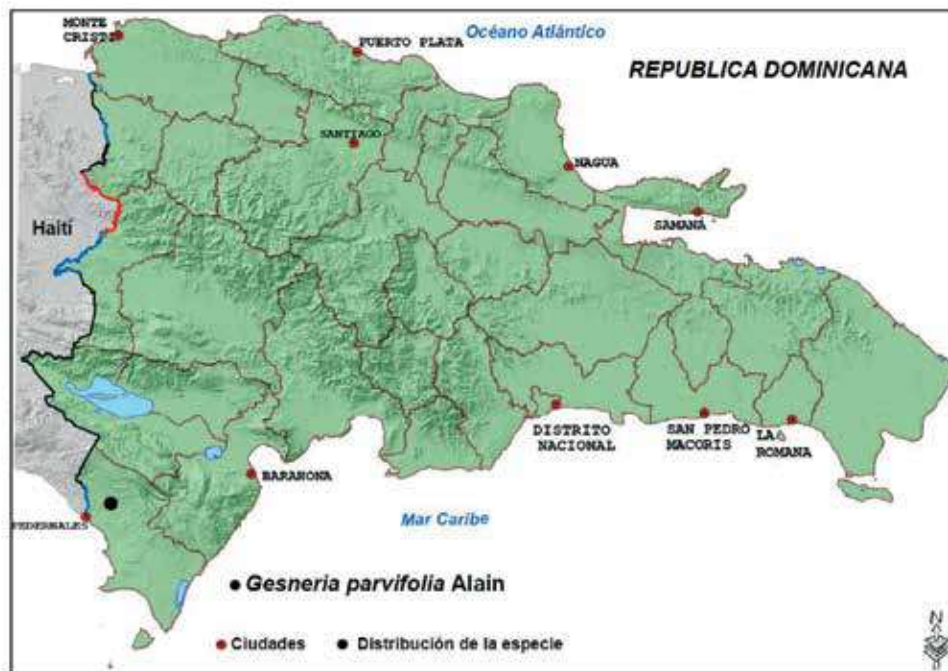 MONTE
CRISTI
PUERTO PLATA
Océano Atlántico
REPUBLICA DOMINICANA
SANTIAGO
NAGUA
SAMANÁ
Haití
DISTRITO
NACIONAL
SAN PEDRO
MACORIS
LA
ROMANA
BARAHONA
PEDERNALES
Mar Caribe
Gesneria parvifolia Alain
Ciudades
Distribución de la especie
N